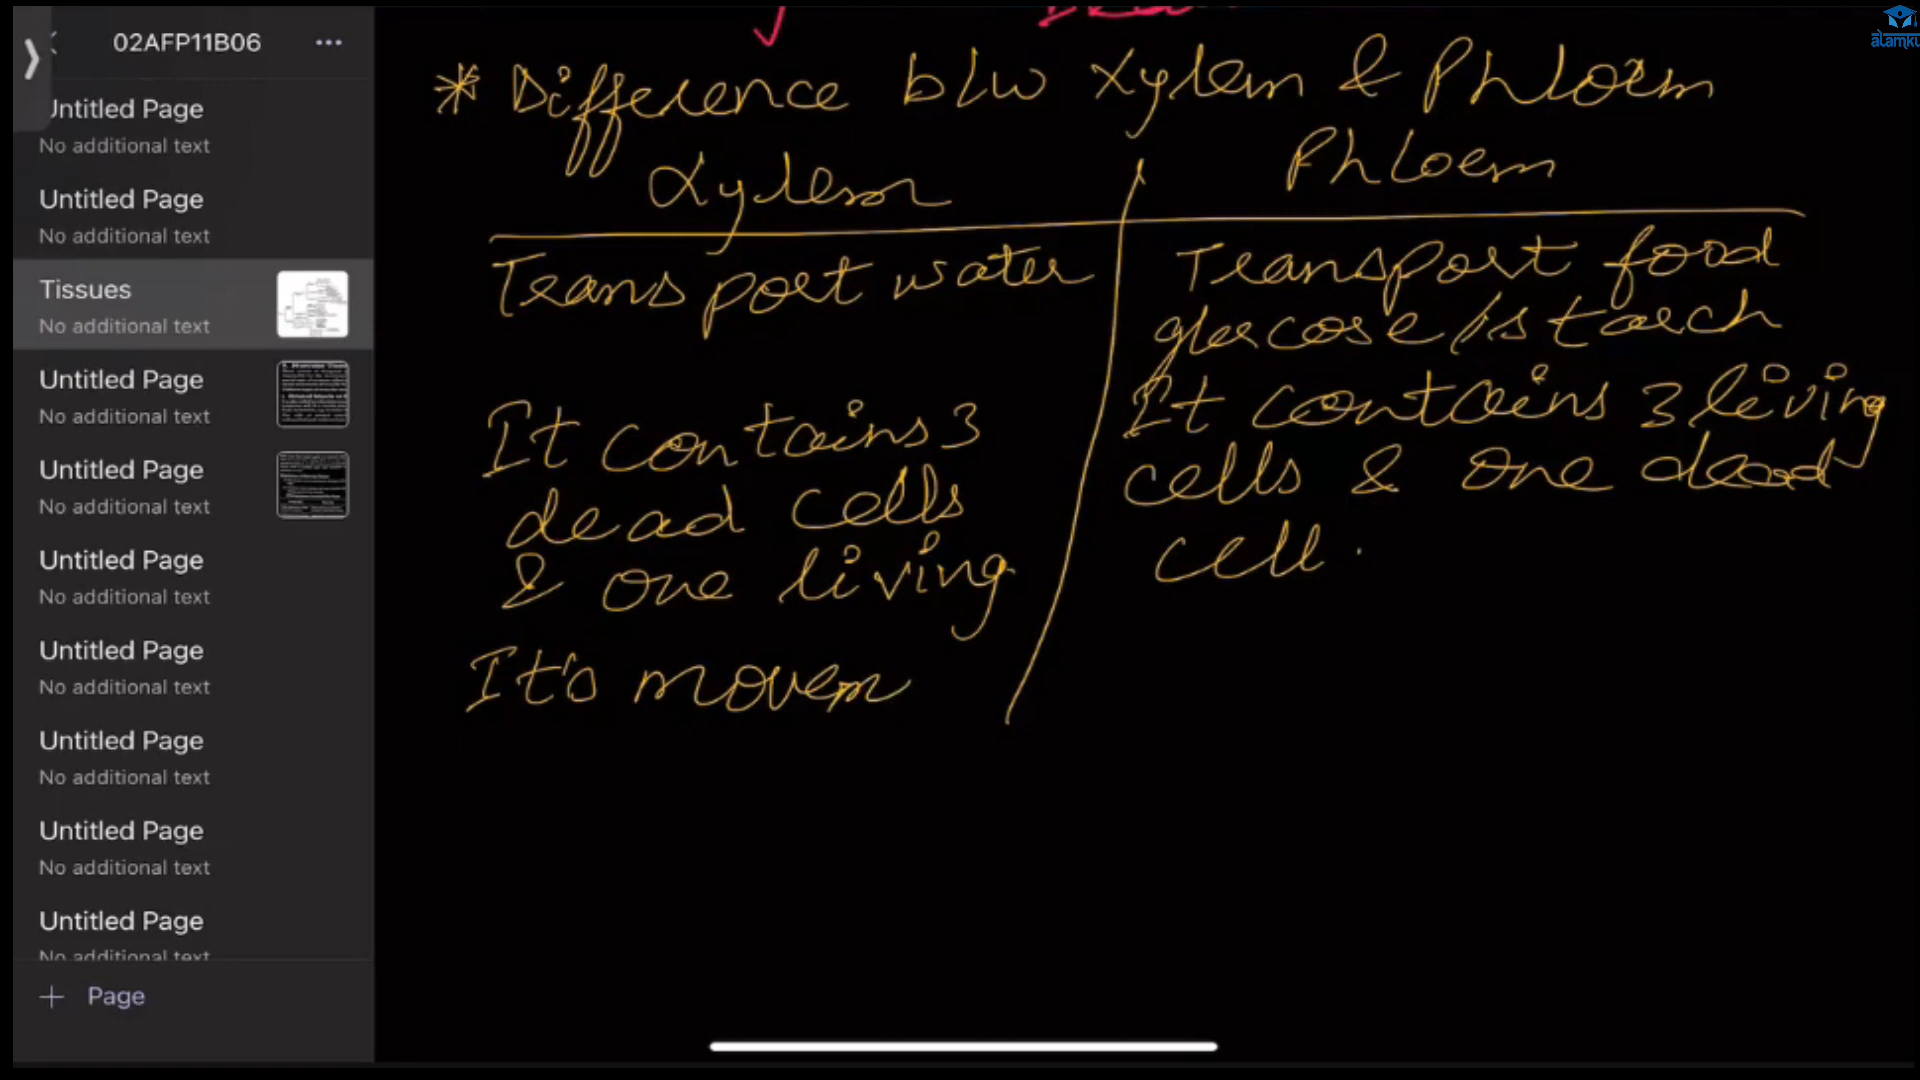 02AFP11B06
Untitled Page
No additional text
Untitled Page
No additional text
Tissues
No additional text
Untitled Page
No additional text
Untitled Page
No additional text
Untitled Page
No additional text
Untitled Page
No additional text
Untitled Page
No additional text
Untitled Page
No additional text
Untitled Page
No additional text
+ Page
* Difference b/w Xylem & Phloem
Xylem
Phloem
Transport water
Transport food
glucose/starch
It contains 3
dead cells
& one living
It contains 3 living
cells & one dead
cell.
It's movem